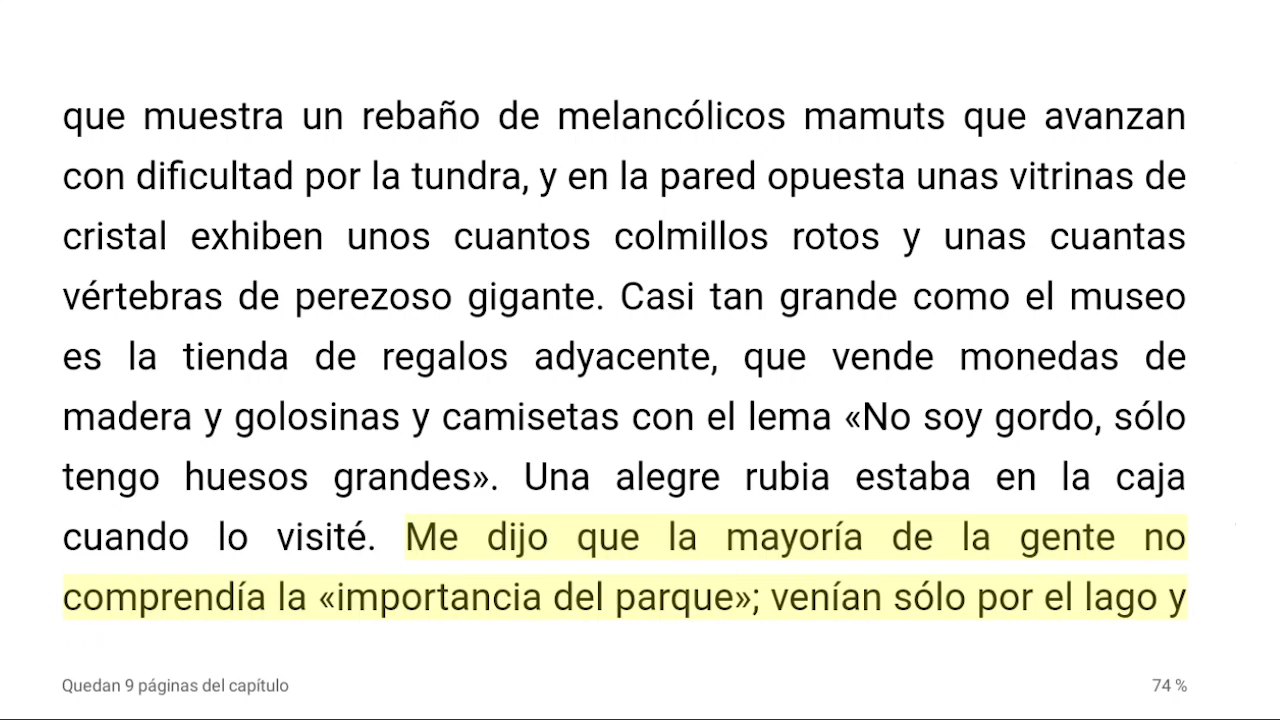 que muestra un rebaño de melancólicos mamuts que avanzan
con dificultad por la tundra, y en la pared opuesta unas vitrinas de
cristal exhiben unos cuantos colmillos rotos y unas cuantas
vértebras de perezoso gigante. Casi tan grande como el museo
es la tienda de regalos adyacente, que vende monedas de
madera y golosinas y camisetas con el lema «No soy gordo, sólo
tengo huesos grandes». Una alegre rubia estaba en la caja
cuando lo visité. Me dijo que la mayoría de la gente no
comprendía la «importancia del parque»; venían sólo por el lago y
Quedan 9 páginas del capítulo
74 %